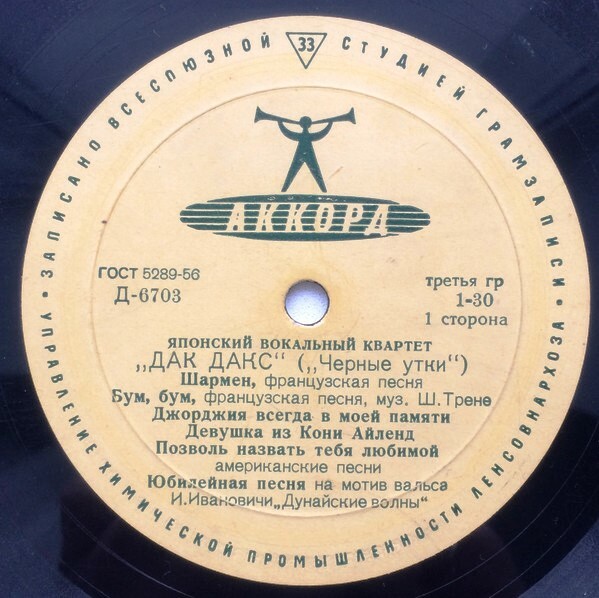 ЗАПИСАНО ВСЕСОЮЗНОЙ 33 СТУДИЕЙ ГРАМЗАПИСИ
АККОРД
ГОСТ 5289-56
Д-6703
третья гр
1-30
1 сторона
ЯПОНСКИЙ ВОКАЛЬНЫЙ КВАРТЕТ
„ДАК ДАКС" („Черные утки")
Шармен, французская песня
Бум, бум, французская песня, муз. Ш. Трене
Джорджия всегда в моей памяти
Девушка из Кони Айленд
Позволь назвать тебя любимой
американские песни
Юбилейная песня на мотив вальса
И. Ивановичи „Дунайские волны"
УПРАВЛЕНИЕ ХИМИЧЕСКОЙ ПРОМЫШЛЕННОСТИ ЛЕНСОВНАРХОЗА